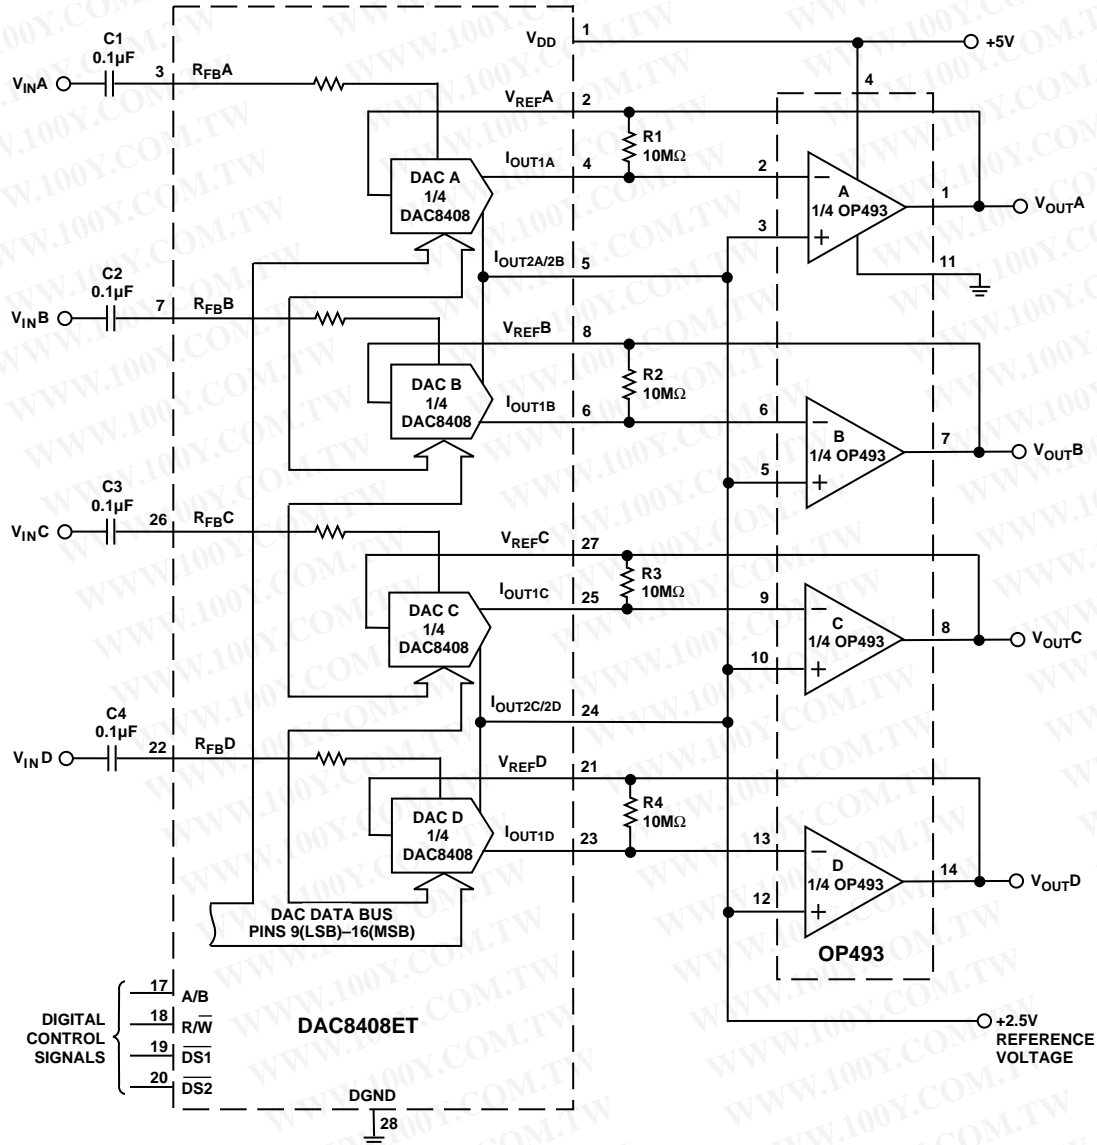 VDD 1
+5V
C1
0.1µF
VINA
3 RFBA
4
VREFA 2
R1
10MΩ
DAC A
1/4
DAC8408
IOUT1A 4
2
−
A
1/4 OP493
+
3
1
VOUTA
11
IOUT2A/2B 5
C2
0.1µF
VINB
7 RFBB
VREFB 8
R2
10MΩ
DAC B
1/4
DAC8408
IOUT1B 6
6
−
B
1/4 OP493
+
5
7
VOUTB
C3
0.1µF
VINC
26 RFBC
VREFC 27
R3
10MΩ
DAC C
1/4
DAC8408
IOUT1C 25
9
−
C
1/4 OP493
+
10
8
VOUTC
IOUT2C/2D 24
C4
0.1µF
VIND
22 RFBD
VREFD 21
R4
10MΩ
DAC D
1/4
DAC8408
IOUT1D 23
13
−
D
1/4 OP493
+
12
14
VOUTD
OP493
DAC DATA BUS
PINS 9(LSB)–16(MSB)
DIGITAL
CONTROL
SIGNALS
17 A/B
18 R/W̅
19 D̅S̅1̅
20 D̅S̅2̅
DAC8408ET
DGND
28
+2.5V
REFERENCE
VOLTAGE
WWW.100Y.COM.TW